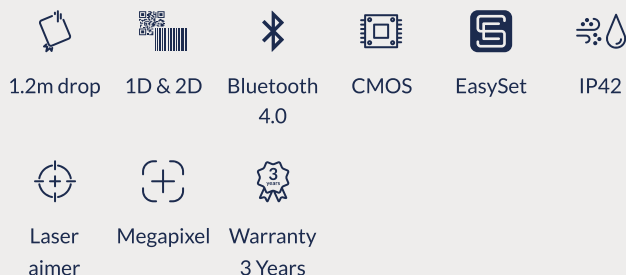 1.2m drop
1D & 2D
Bluetooth
4.0
CMOS
EasySet
IP42
Laser
aimer
Megapixel
3
years
Warranty
3 Years